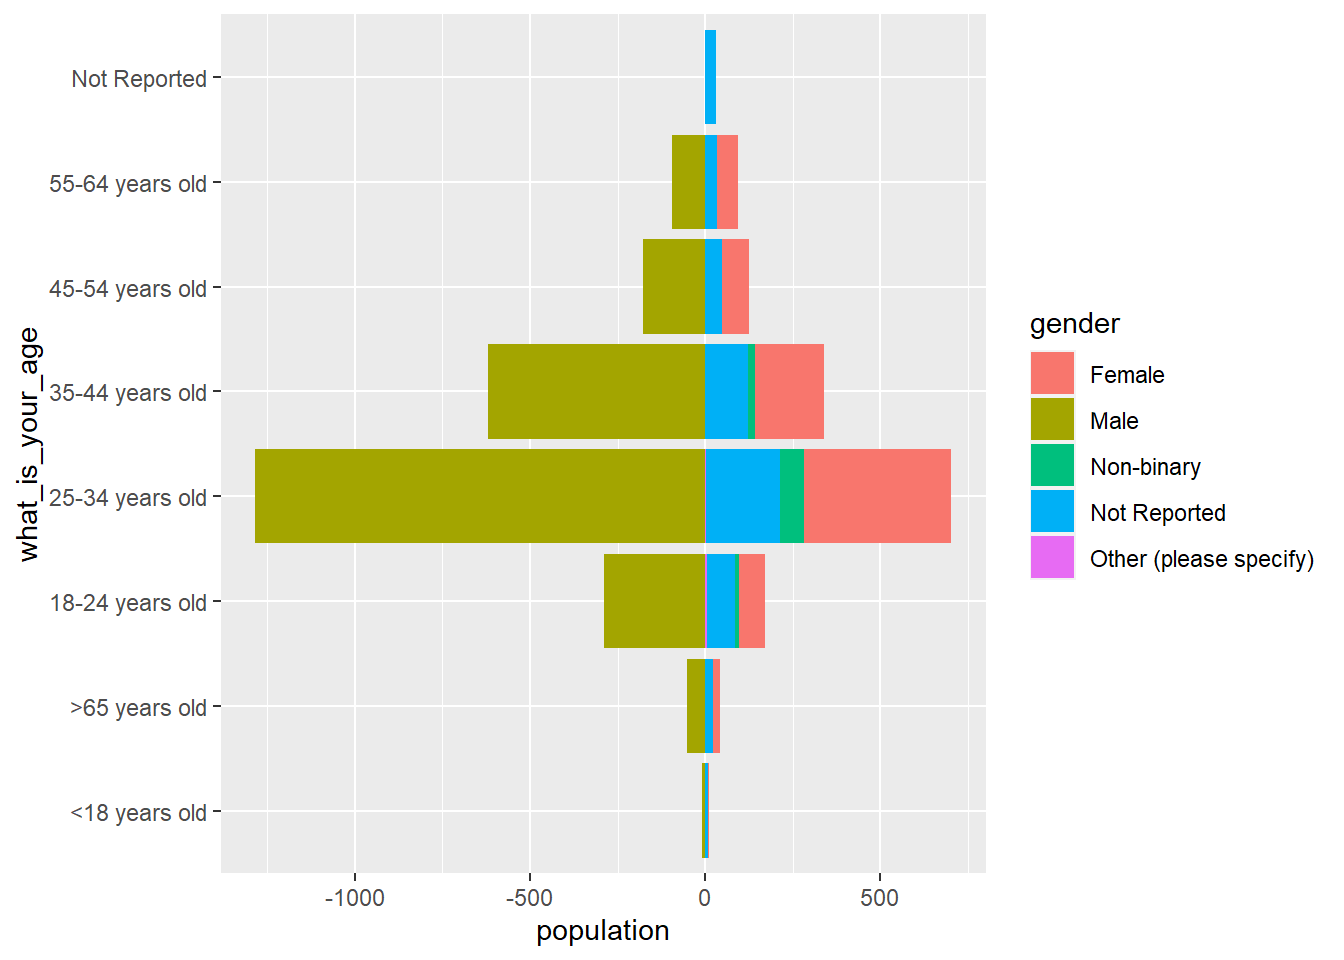 Not Reported
55-64 years old
45-54 years old
35-44 years old
25-34 years old
18-24 years old
>65 years old
<18 years old
what_is_your_age
-1000 -500 0 500
population
gender
Female
Male
Non-binary
Not Reported
Other (please specify)